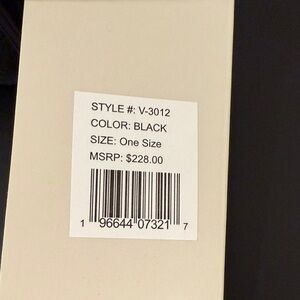 STYLE #: V-3012
COLOR: BLACK
SIZE: One Size
MSRP: $228.00
1 96644 07321 7